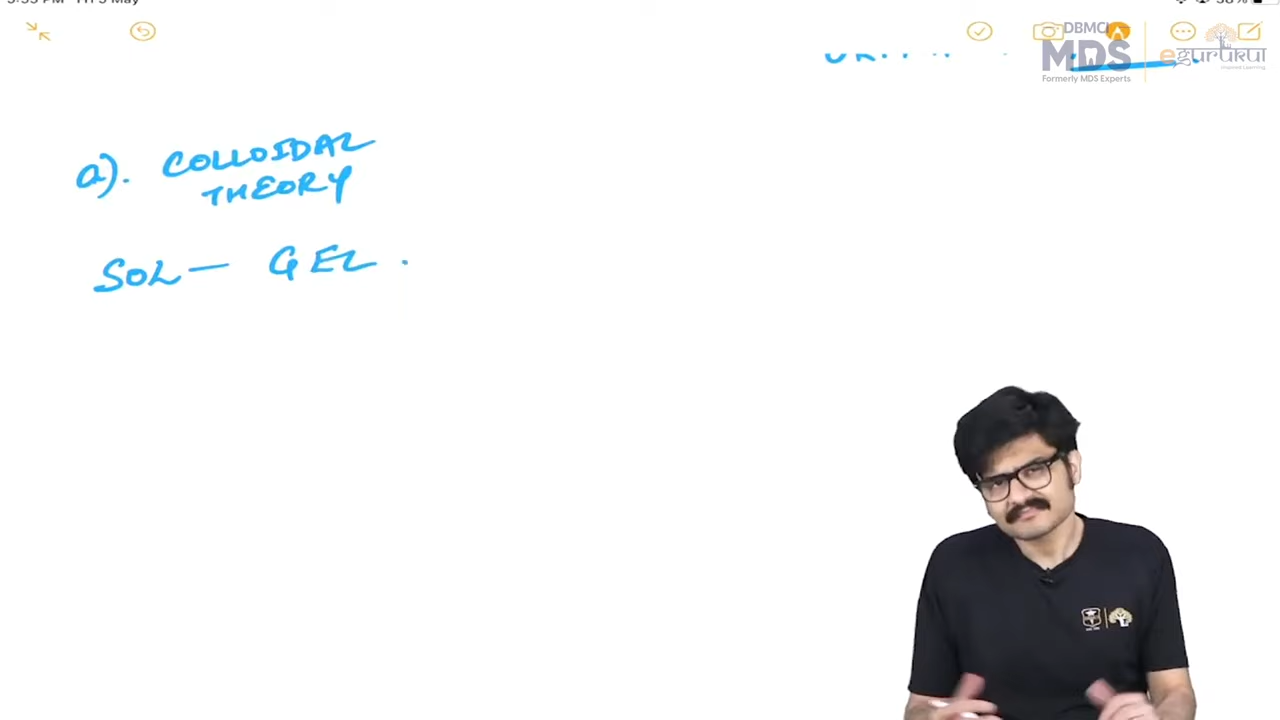 DBMCI
MDS
Formerly MDS Experts
egurukul
a). COLLOIDAL
THEORY
SOL — GEL .